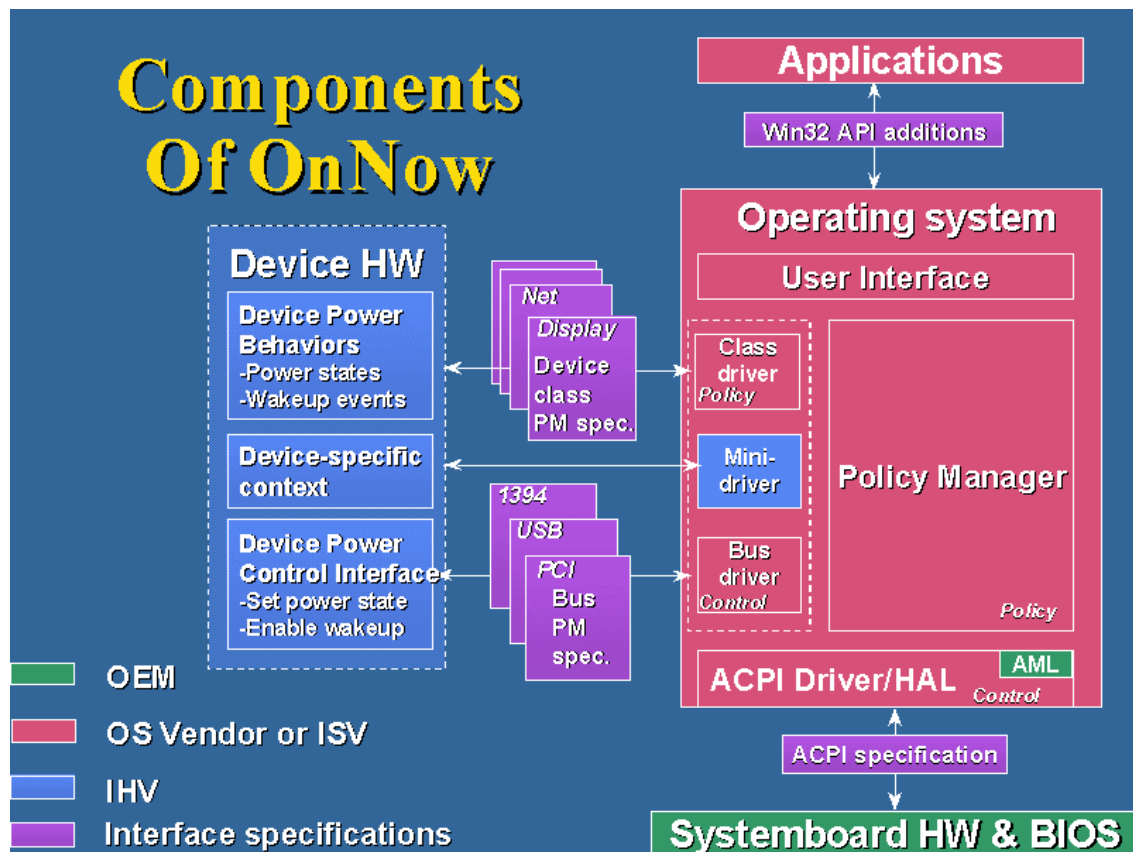 Components
Of OnNow
Applications
Win32 API additions
Operating system
User Interface
Device HW
Device Power
Behaviors
-Power states
-Wakeup events
Device-specific
context
Device Power
Control Interface
-Set power state
-Enable wakeup
Net
Display
Device
class
PM spec.
1394
USB
PCI
Bus
PM
spec.
Class
driver
Policy
Mini-
driver
Bus
driver
Control
Policy Manager
Policy
ACPI Driver/HAL
AML
Control
ACPI specification
Systemboard HW & BIOS
OEM
OS Vendor or ISV
IHV
Interface specifications